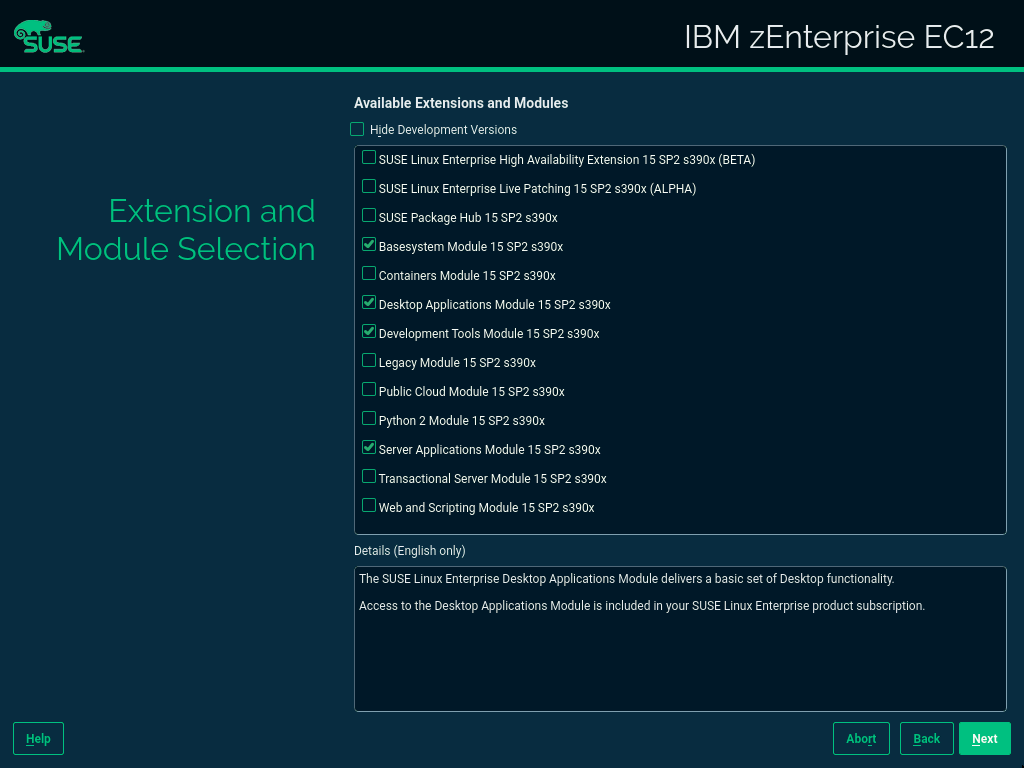 SUSE
IBM zEnterprise EC12
Extension and
Module Selection
Available Extensions and Modules
Hide Development Versions
SUSE Linux Enterprise High Availability Extension 15 SP2 s390x (BETA)
SUSE Linux Enterprise Live Patching 15 SP2 s390x (ALPHA)
SUSE Package Hub 15 SP2 s390x
Basesystem Module 15 SP2 s390x
Containers Module 15 SP2 s390x
Desktop Applications Module 15 SP2 s390x
Development Tools Module 15 SP2 s390x
Legacy Module 15 SP2 s390x
Public Cloud Module 15 SP2 s390x
Python 2 Module 15 SP2 s390x
Server Applications Module 15 SP2 s390x
Transactional Server Module 15 SP2 s390x
Web and Scripting Module 15 SP2 s390x
Details (English only)
The SUSE Linux Enterprise Desktop Applications Module delivers a basic set of Desktop functionality.
Access to the Desktop Applications Module is included in your SUSE Linux Enterprise product subscription.
Help
Abort
Back
Next